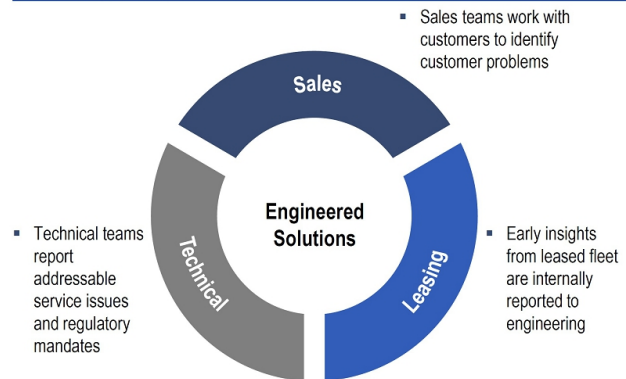 Sales teams work with
customers to identify
customer problems
Sales
Engineered
Solutions
Technical
Leasing
Technical teams
report
addressable
service issues
and regulatory
mandates
Early insights
from leased fleet
are internally
reported to
engineering